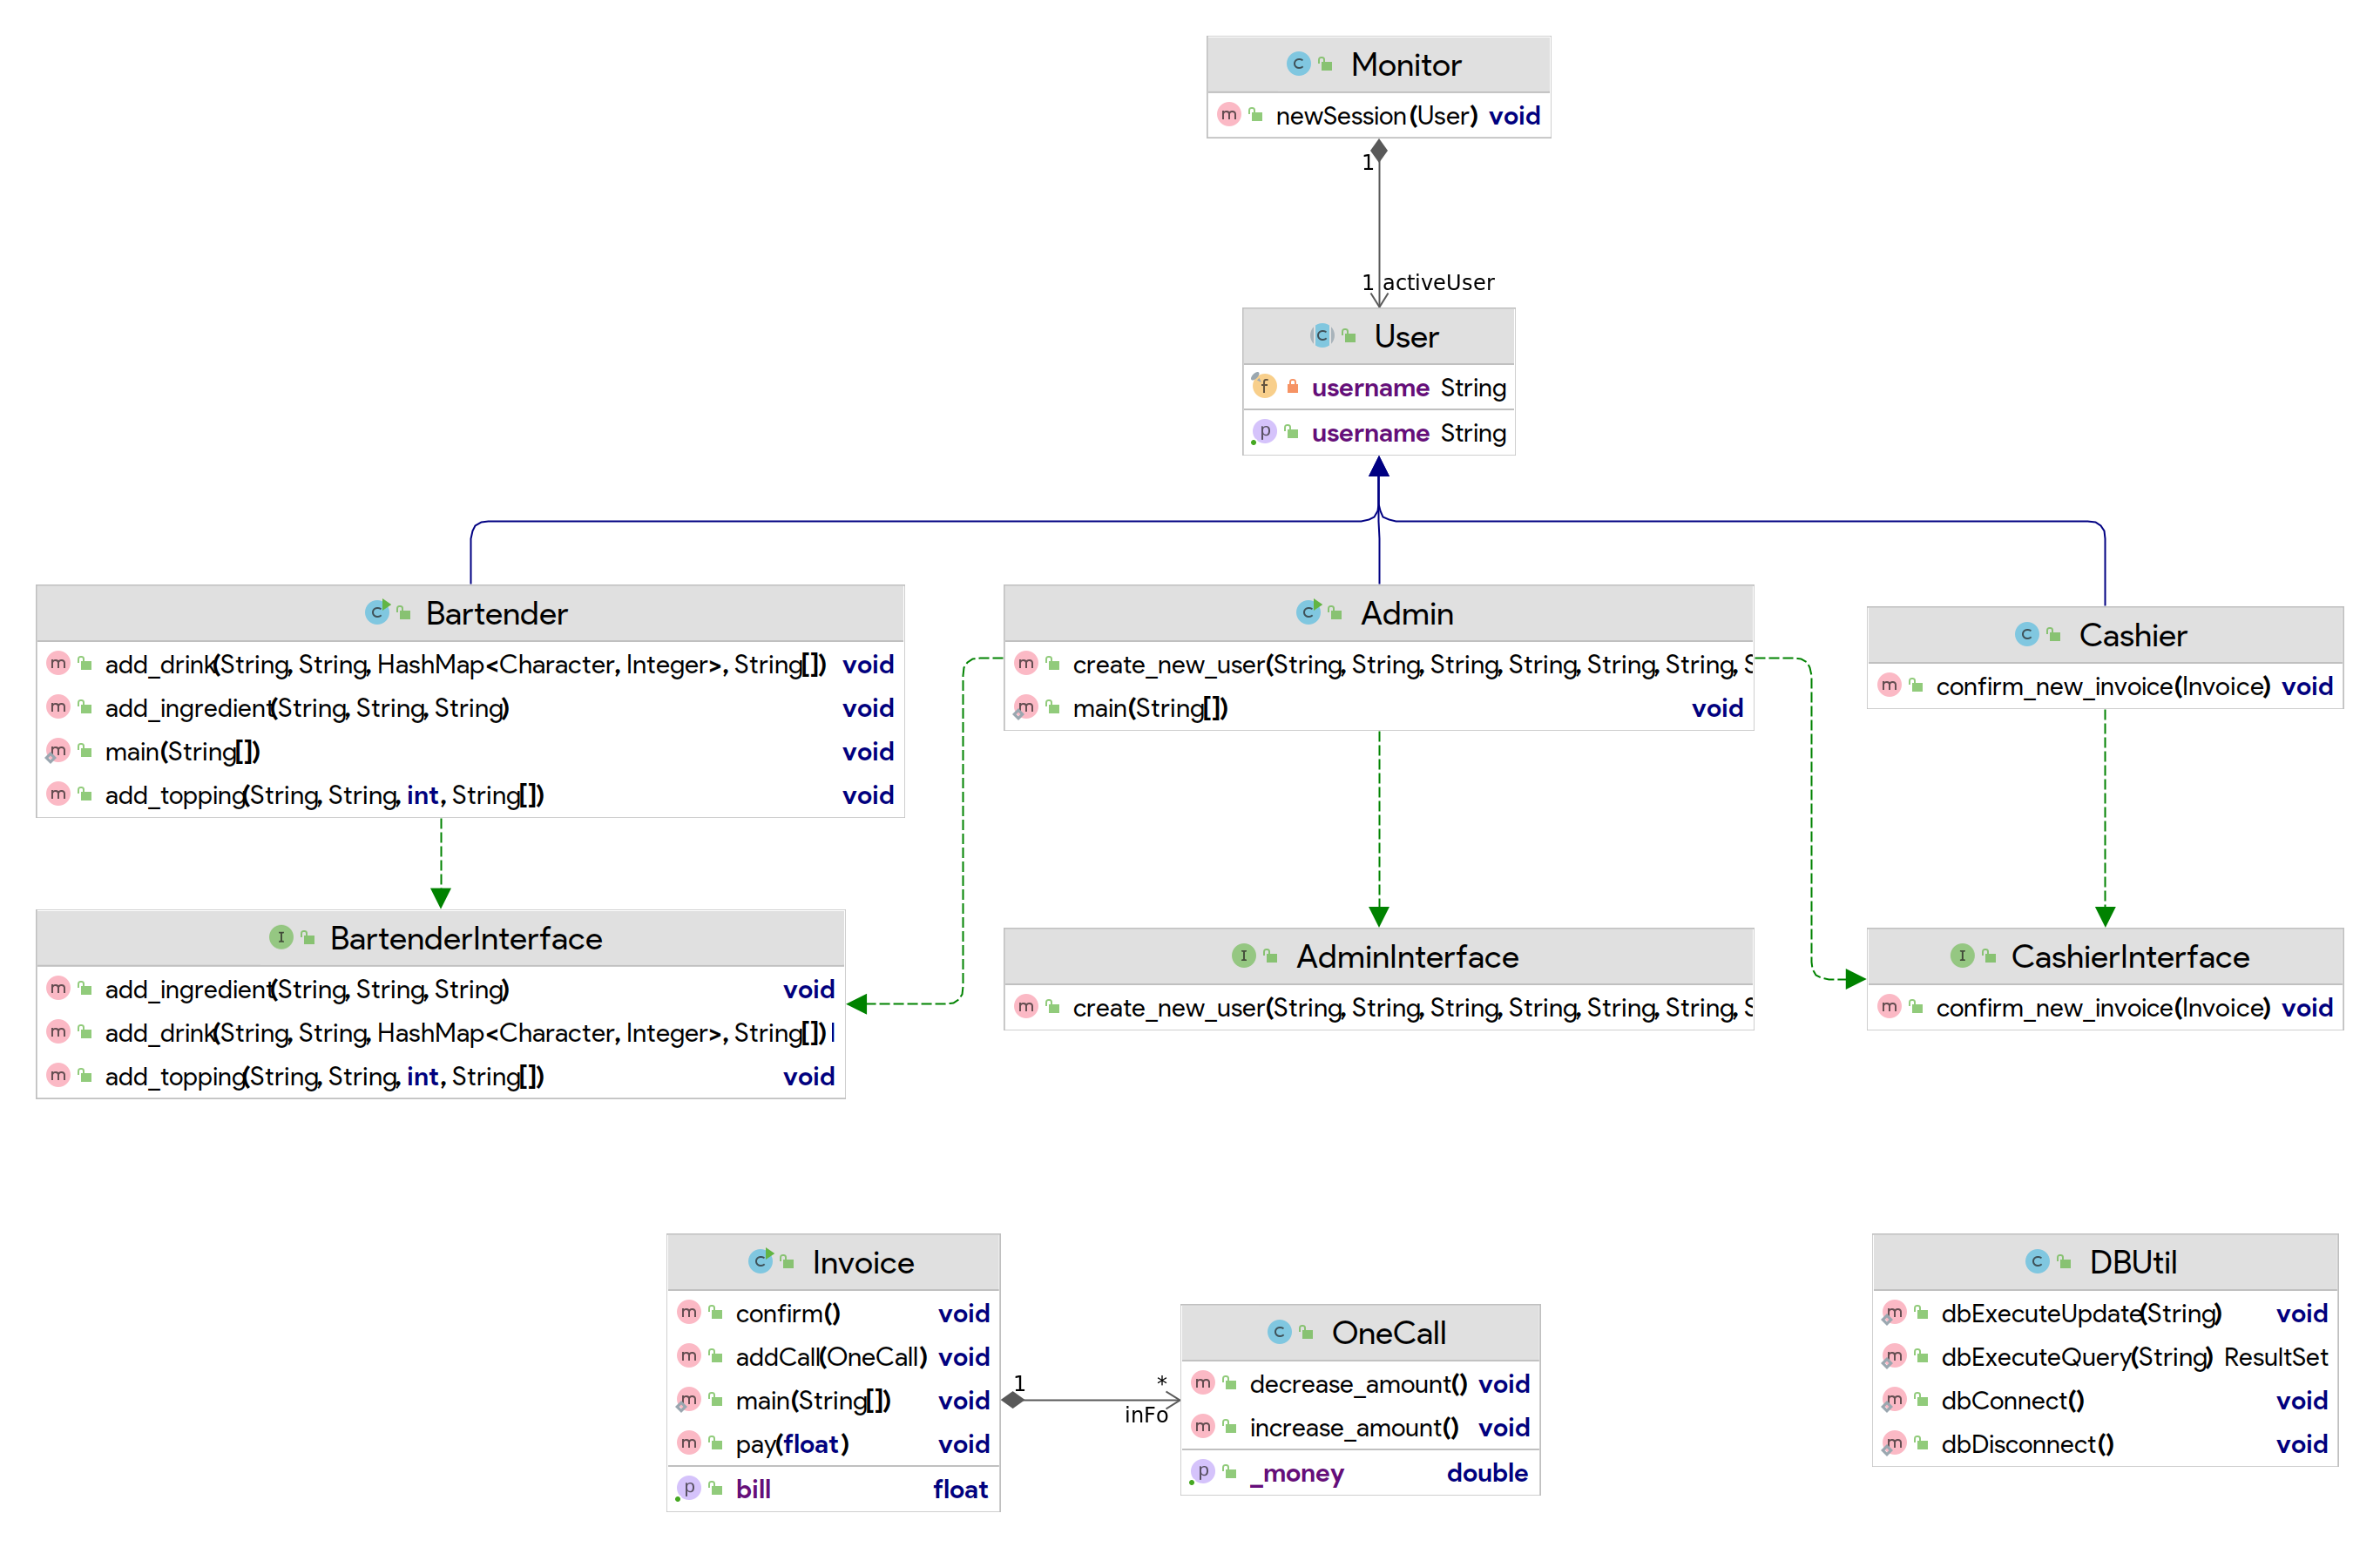 Monitor
newSession(User) void
1
1 activeUser
User
username String
username String
Bartender
add_drink(String, String, HashMap<Character, Integer>, String[]) void
add_ingredient(String, String, String) void
main(String[]) void
add_topping(String, String, int, String[]) void
Admin
create_new_user(String, String, String, String, String, String, S
main(String[]) void
Cashier
confirm_new_invoice(Invoice) void
BartenderInterface
add_ingredient(String, String, String) void
add_drink(String, String, HashMap<Character, Integer>, String[])
add_topping(String, String, int, String[]) void
AdminInterface
create_new_user(String, String, String, String, String, String, S
CashierInterface
confirm_new_invoice(Invoice) void
Invoice
confirm() void
addCall(OneCall) void
main(String[]) void
pay(float) void
bill float
1
*
inFo
OneCall
decrease_amount() void
increase_amount() void
_money double
DBUtil
dbExecuteUpdate(String) void
dbExecuteQuery(String) ResultSet
dbConnect() void
dbDisconnect() void